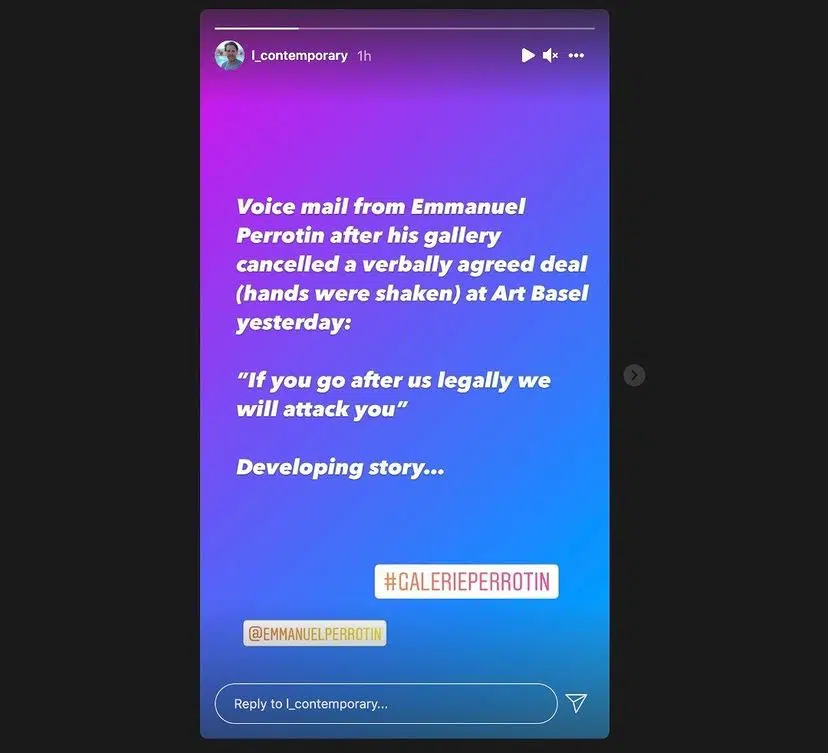 l_contemporary 1h
Voice mail from Emmanuel
Perrotin after his gallery
cancelled a verbally agreed deal
(hands were shaken) at Art Basel
yesterday:
"If you go after us legally we
will attack you"
Developing story...
#GALERIEPERROTIN
@EMMANUELPERROTIN
Reply to l_contemporary...